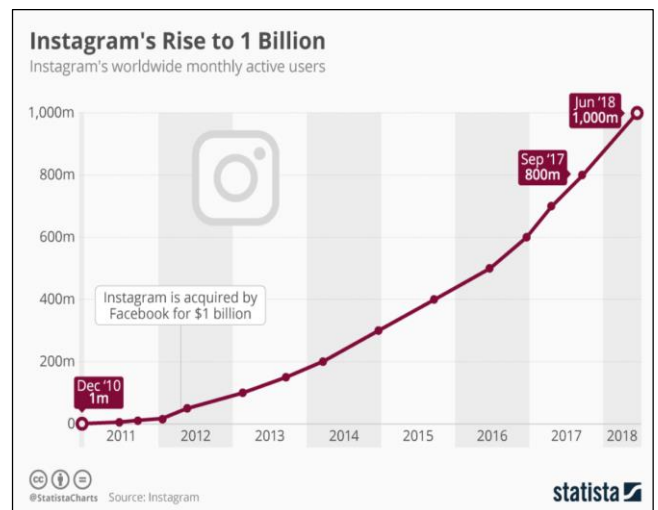 Instagram's Rise to 1 Billion
Instagram's worldwide monthly active users
1,000m
800m
600m
400m
200m
0
Jun '18
1,000m
Sep '17
800m
Instagram is acquired by
Facebook for $1 billion
Dec '10
1m
2011 2012 2013 2014 2015 2016 2017 2018
cc
@StatistaCharts Source: Instagram
statista